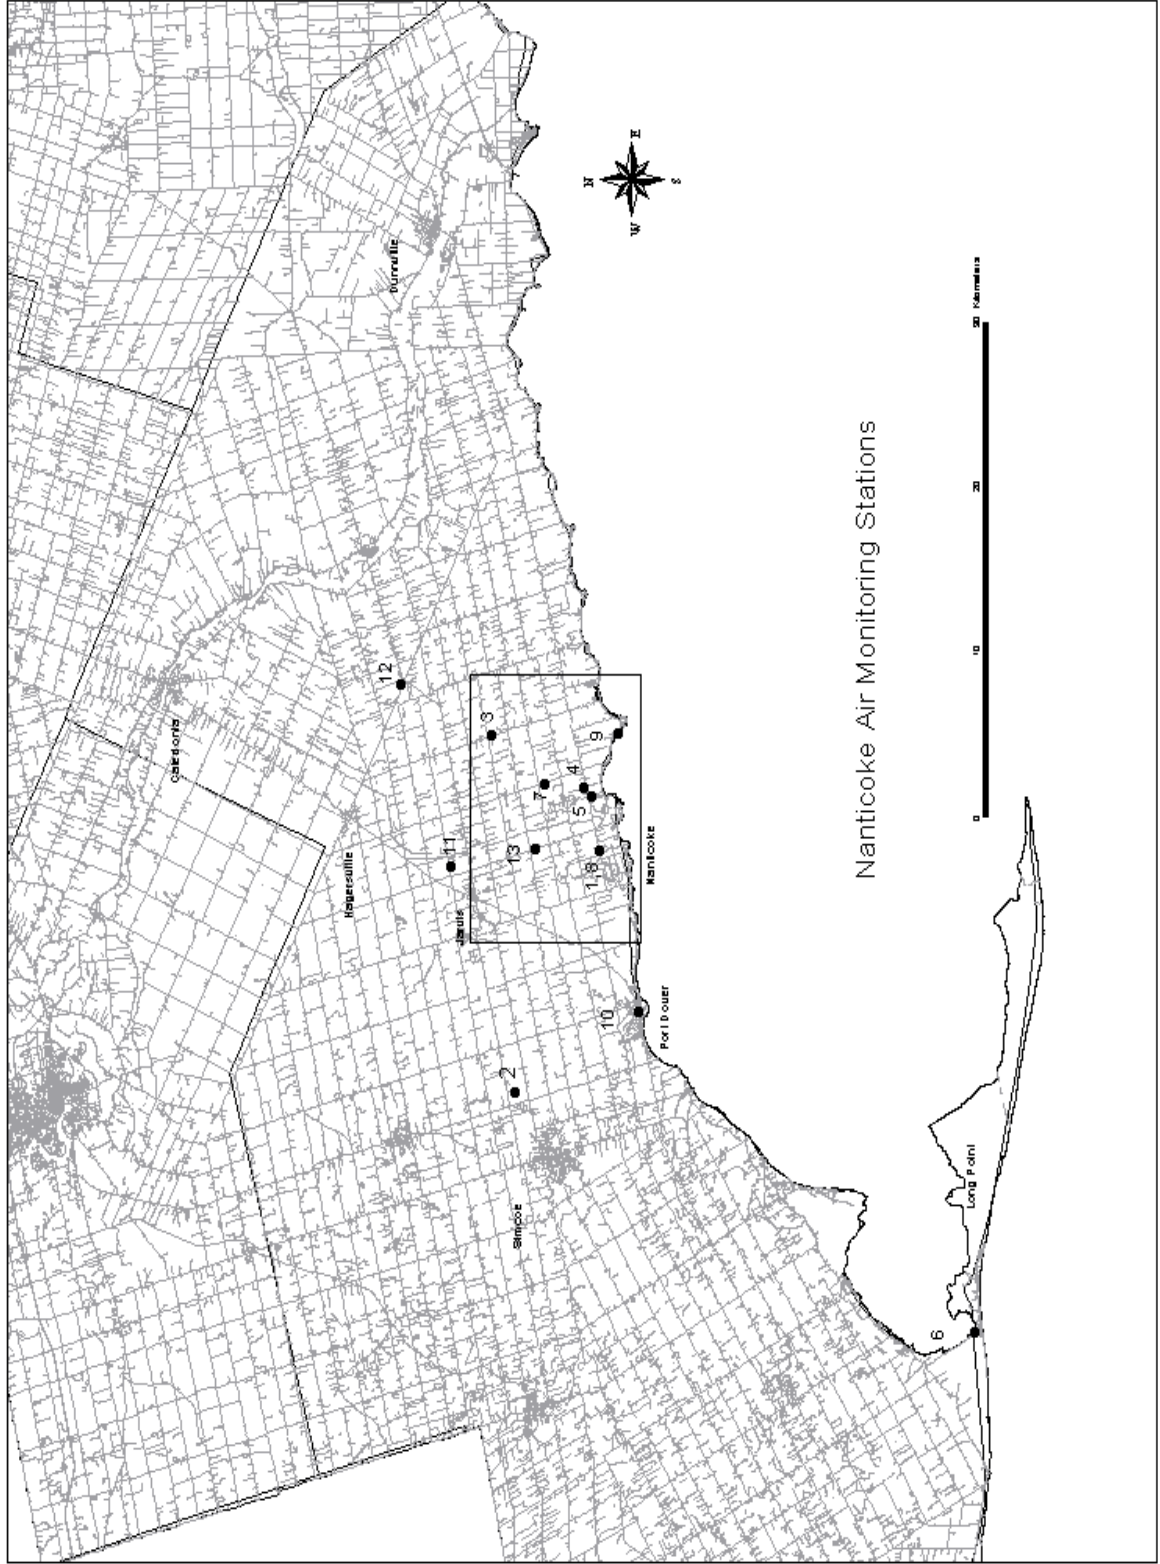 Caledonia
Hagersville
12
Dunnville
11
Jarvis
3
2
13
Simcoe
7
4
5
1,8
9
10
N
W E
S
Nanticoke
Port Dover
Nanticoke Air Monitoring Stations
6
Long Point
0 10 20 30 Kilometers